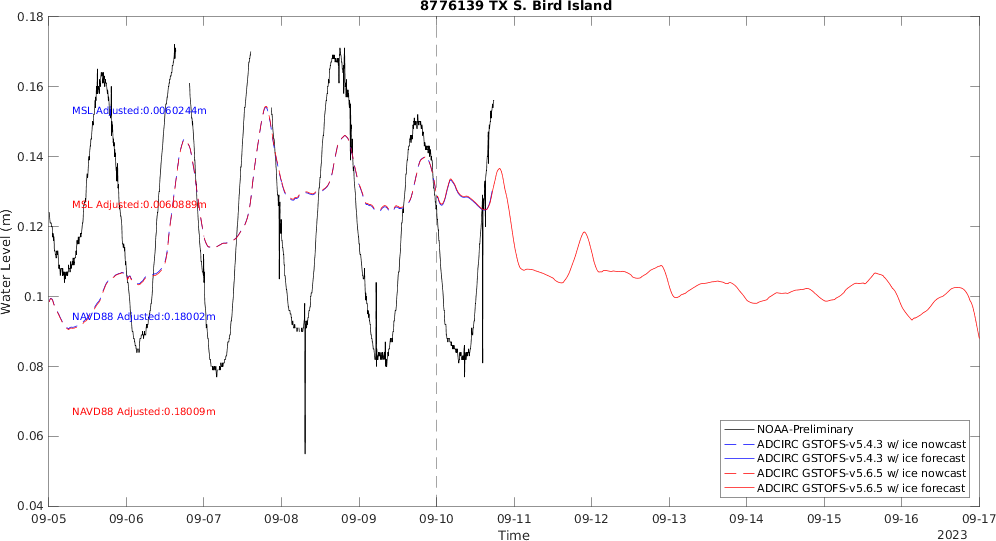 8776139 TX S. Bird Island
0.18
0.16
0.14
0.12
0.1
0.08
0.06
0.04
Water Level (m)
MSL Adjusted:0.0060244m
MSL Adjusted:0.0060889m
NAVD88 Adjusted:0.18002m
NAVD88 Adjusted:0.18009m
NOAA-Preliminary
ADCIRC GSTOFS-v5.4.3 w/ ice nowcast
ADCIRC GSTOFS-v5.4.3 w/ ice forecast
ADCIRC GSTOFS-v5.6.5 w/ ice nowcast
ADCIRC GSTOFS-v5.6.5 w/ ice forecast
09-05 09-06 09-07 09-08 09-09 09-10 09-11 09-12 09-13 09-14 09-15 09-16 09-17
Time
2023